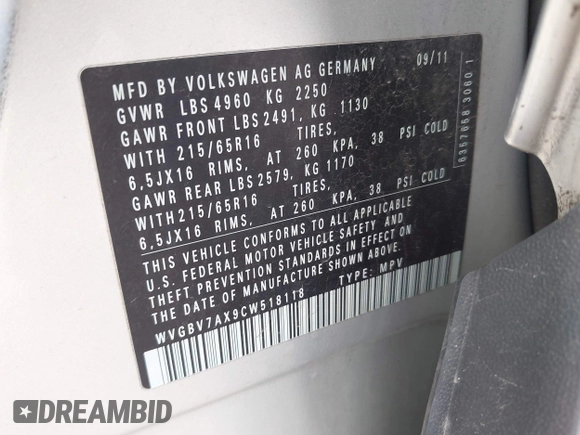 MFD BY VOLKSWAGEN AG GERMANY 09/11
GVWR LBS 4960 KG 2250
GAWR FRONT LBS 2491, KG 1130
WITH 215/65R16 TIRES,
6,5JX16 RIMS, AT 260 KPA, 38 PSI COLD
GAWR REAR LBS 2579, KG 1170
WITH 215/65R16 TIRES,
6,5JX16 RIMS, AT 260 KPA, 38 PSI COLD
THIS VEHICLE CONFORMS TO ALL APPLICABLE
U.S. FEDERAL MOTOR VEHICLE SAFETY AND
THEFT PREVENTION STANDARDS IN EFFECT ON
THE DATE OF MANUFACTURE SHOWN ABOVE.
WVGBV7AX9CW518118 TYPE: MPV
6357658 3060 1
DREAMBID